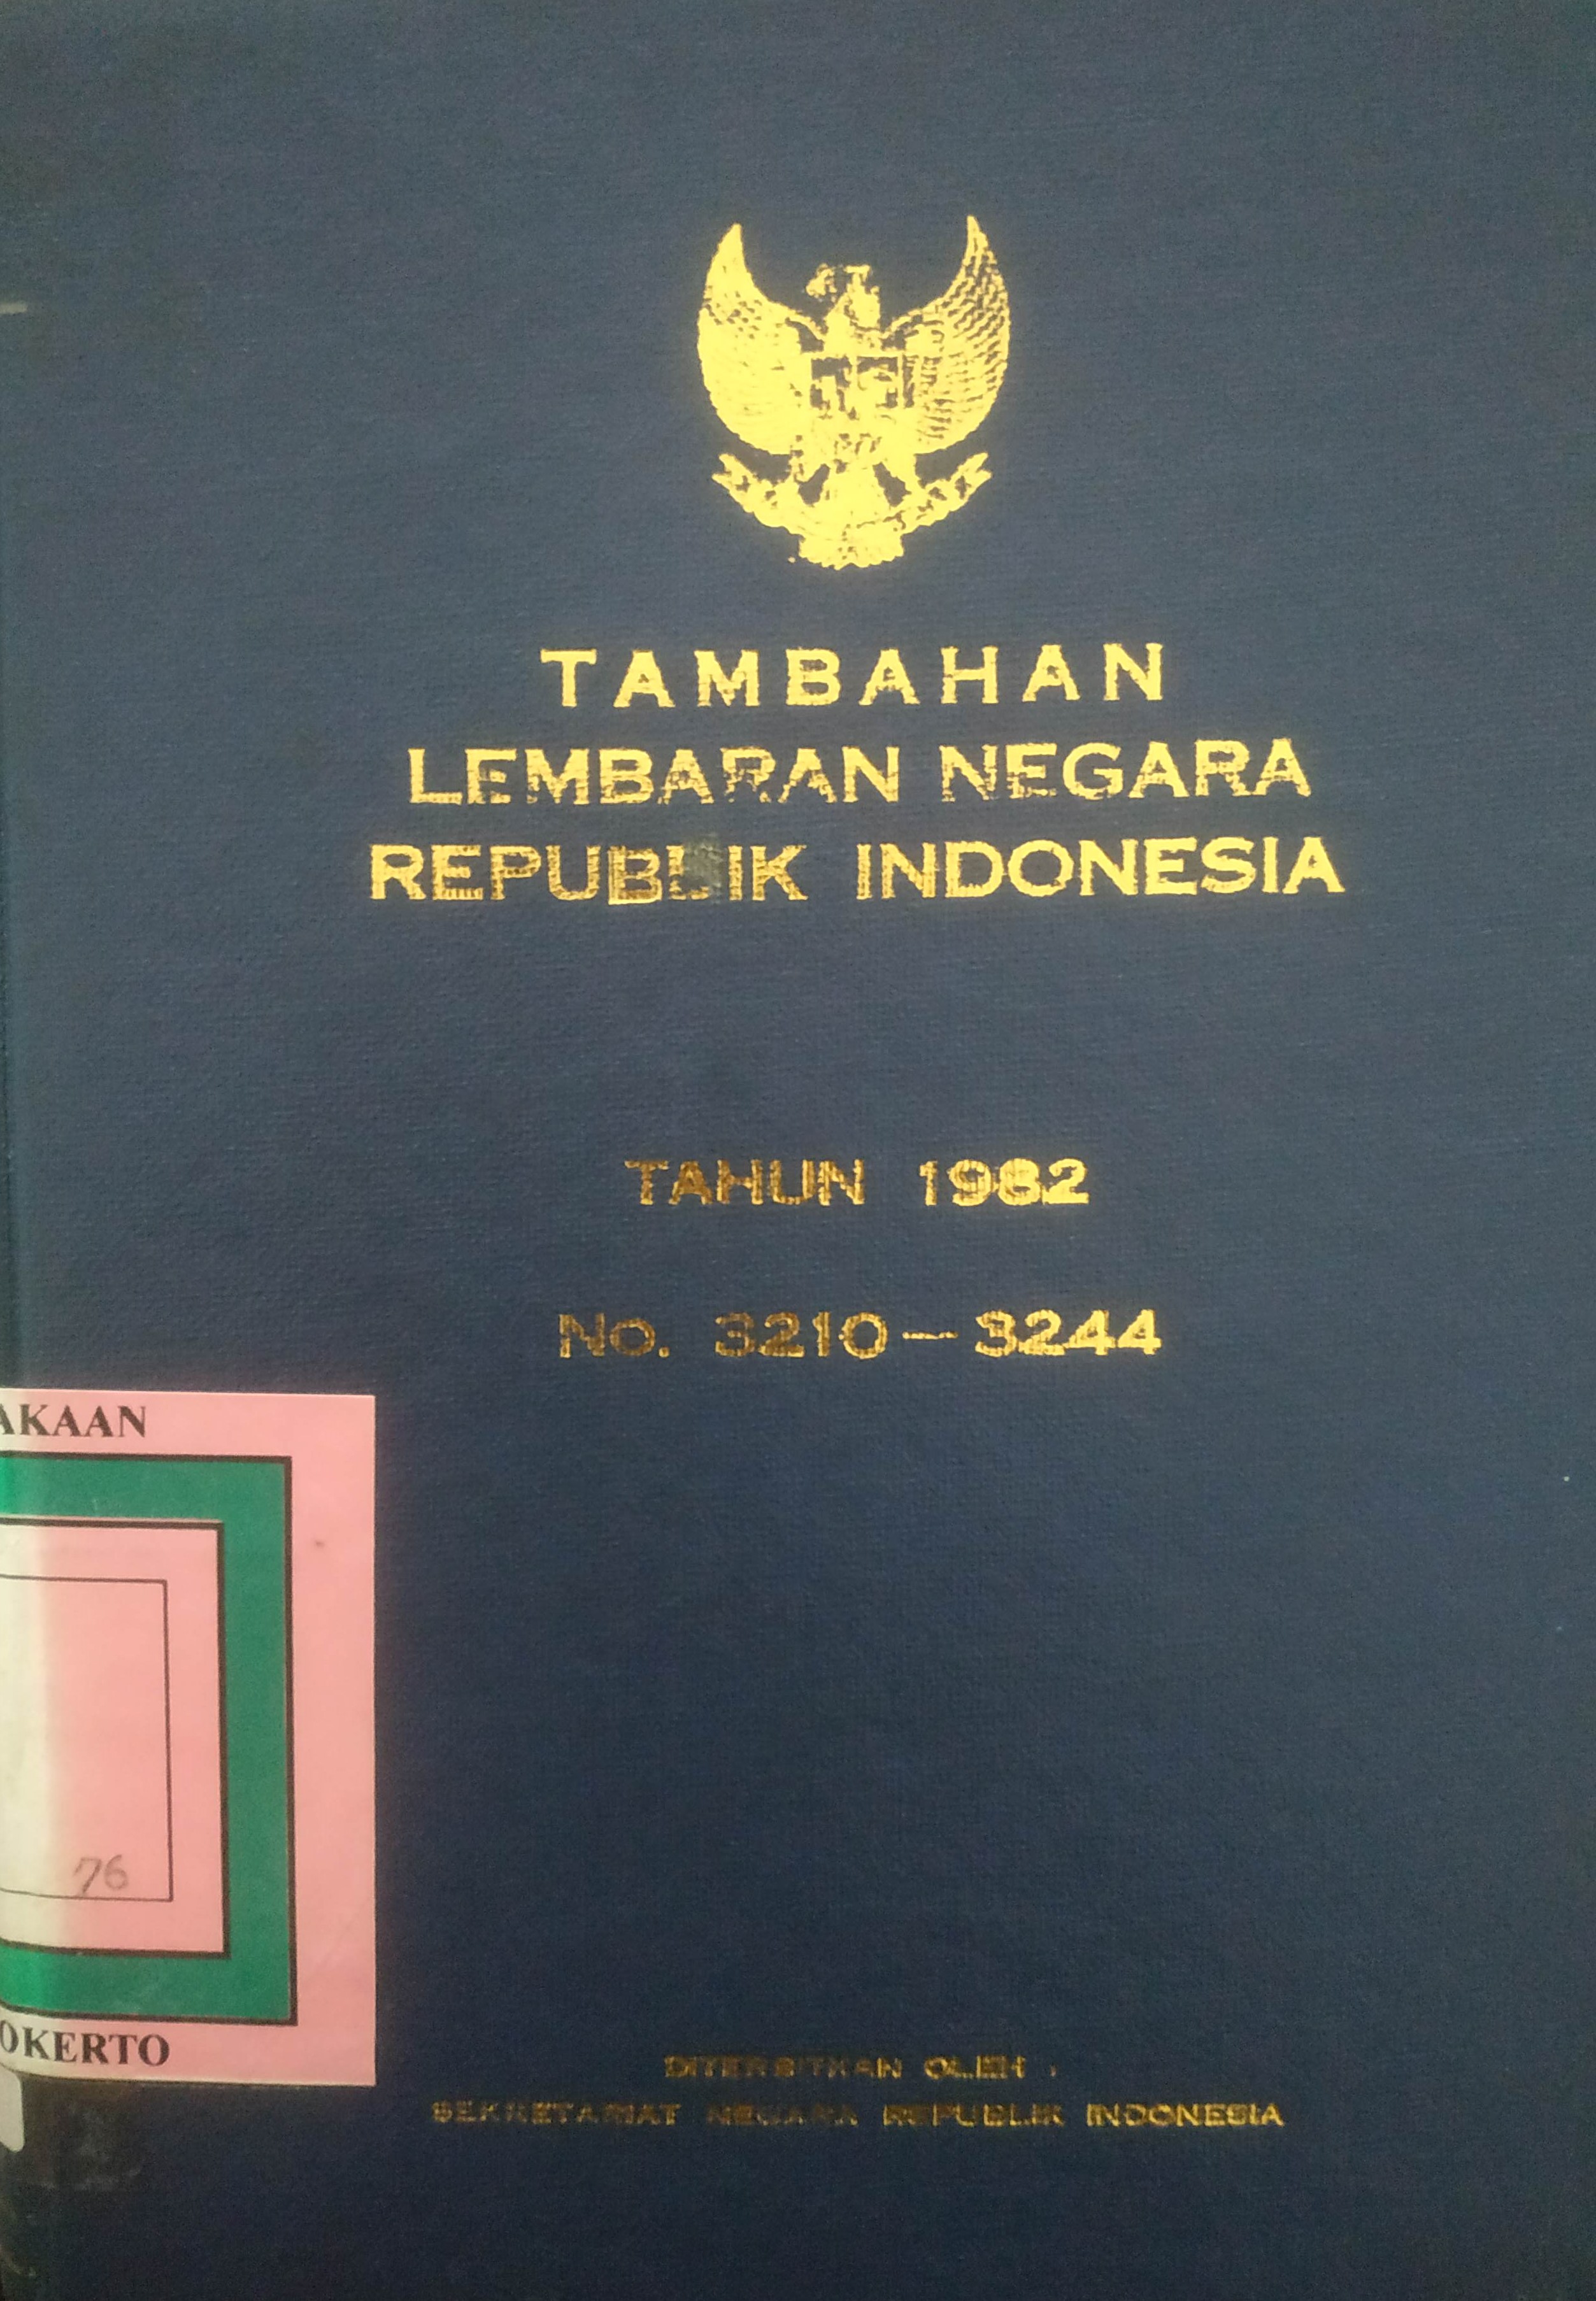 TAMBAHAN
LEMBARAN NEGARA
REPUBLIK INDONESIA
TAHUN 1982
No. 3210 — 3244
AKAAN
76
OKERTO
DITERBITKAN OLEH :
SEKRETARIAT NEGARA REPUBLIK INDONESIA